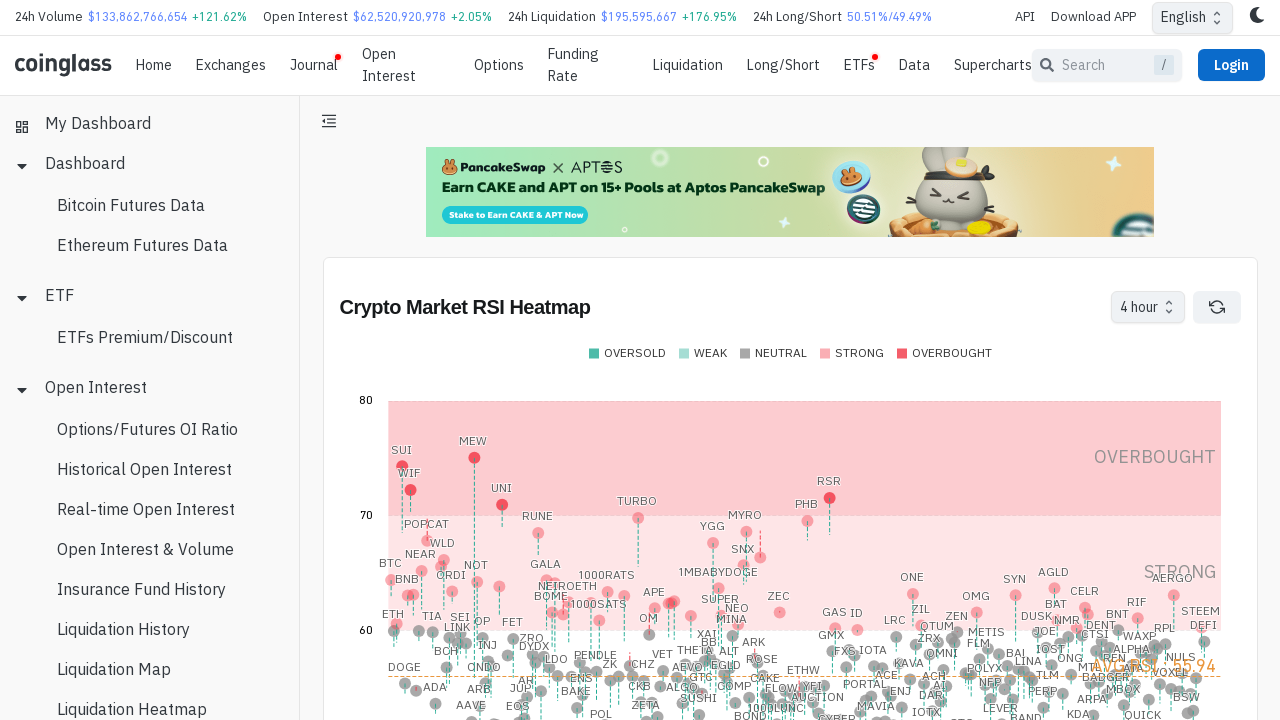 24h Volume $133,862,766,654 +121.62% Open Interest $62,520,920,978 +2.05% 24h Liquidation $195,595,667 +176.95% 24h Long/Short 50.51%/49.49% API Download APP English
coinglass Home Exchanges Journal Open Interest Options Funding Rate Liquidation Long/Short ETFs Data Supercharts Search / Login
My Dashboard
Dashboard
Bitcoin Futures Data
Ethereum Futures Data
ETF
ETFs Premium/Discount
Open Interest
Options/Futures OI Ratio
Historical Open Interest
Real-time Open Interest
Open Interest & Volume
Insurance Fund History
Liquidation History
Liquidation Map
Liquidation Heatmap
PancakeSwap × APTOS
Earn CAKE and APT on 15+ Pools at Aptos PancakeSwap
Stake to Earn CAKE & APT Now
Crypto Market RSI Heatmap
4 hour
OVERSOLD WEAK NEUTRAL STRONG OVERBOUGHT
80
MEW
SUI
OVERBOUGHT
WIF
RSR
UNI
TURBO
PHB
70
RUNE
MYRO
POPCAT
YGG
WLD
SNX
NEAR
BTC
NOT
GALA
1MBABYDOGE
STRONG
BNB
ORDI
1000RATS
ONE
SYN
AGLD
AERGO
NEIROETH
BOME
APE
SUPER
ZEC
OMG
CELR
1000SATS
NEO
BAT
RIF
ETH
TIA
SEI
OP
FET
OM
MINA
GAS
ID
LRC
ZIL
ZEN
DUSK
NMR
BNT
STEEM
60
LINK
QTUM
DENT
RPL
DEFI
XAI
GMX
METIS
JOE
CTSI
WAXP
ZRO
BB
ARK
ZRX
FLM
INJ
DYDX
THETA
ALT
FXS
IOTA
OMNI
BAL
IOST
ALPHA
BCH
PENDLE
VET
ROSE
KAVA
LINA
ONG
REN
NULS
DOGE
ONDO
LDO
ZK
CHZ
AEVO
EGLD
ETHW
ACE
ACH
POLYX
TLM
MTL
AVG RSI : 55.94
ENS
GTC
CAKE
BADGER
VOXEL
ADA
ARB
JUP
BAKE
CKB
ALGO
COMP
FLOW
YFI
PORTAL
ENJ
AI
NFP
PERP
MBOX
BSW
AAVE
EOS
ZETA
SUSHI
1000LUNC
AUCTION
MAVIA
DAR
LEVER
ARPA
POL
BOND
CYBER
IOTX
BAND
KDA
QUICK